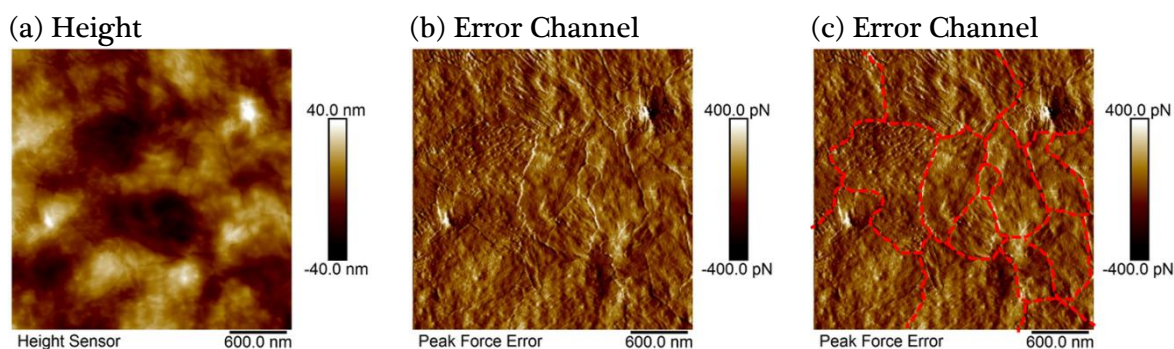 (a) Height
(b) Error Channel
(c) Error Channel
40.0 nm
-40.0 nm
Height Sensor
600.0 nm
400.0 pN
-400.0 pN
Peak Force Error
600.0 nm
400.0 pN
-400.0 pN
Peak Force Error
600.0 nm